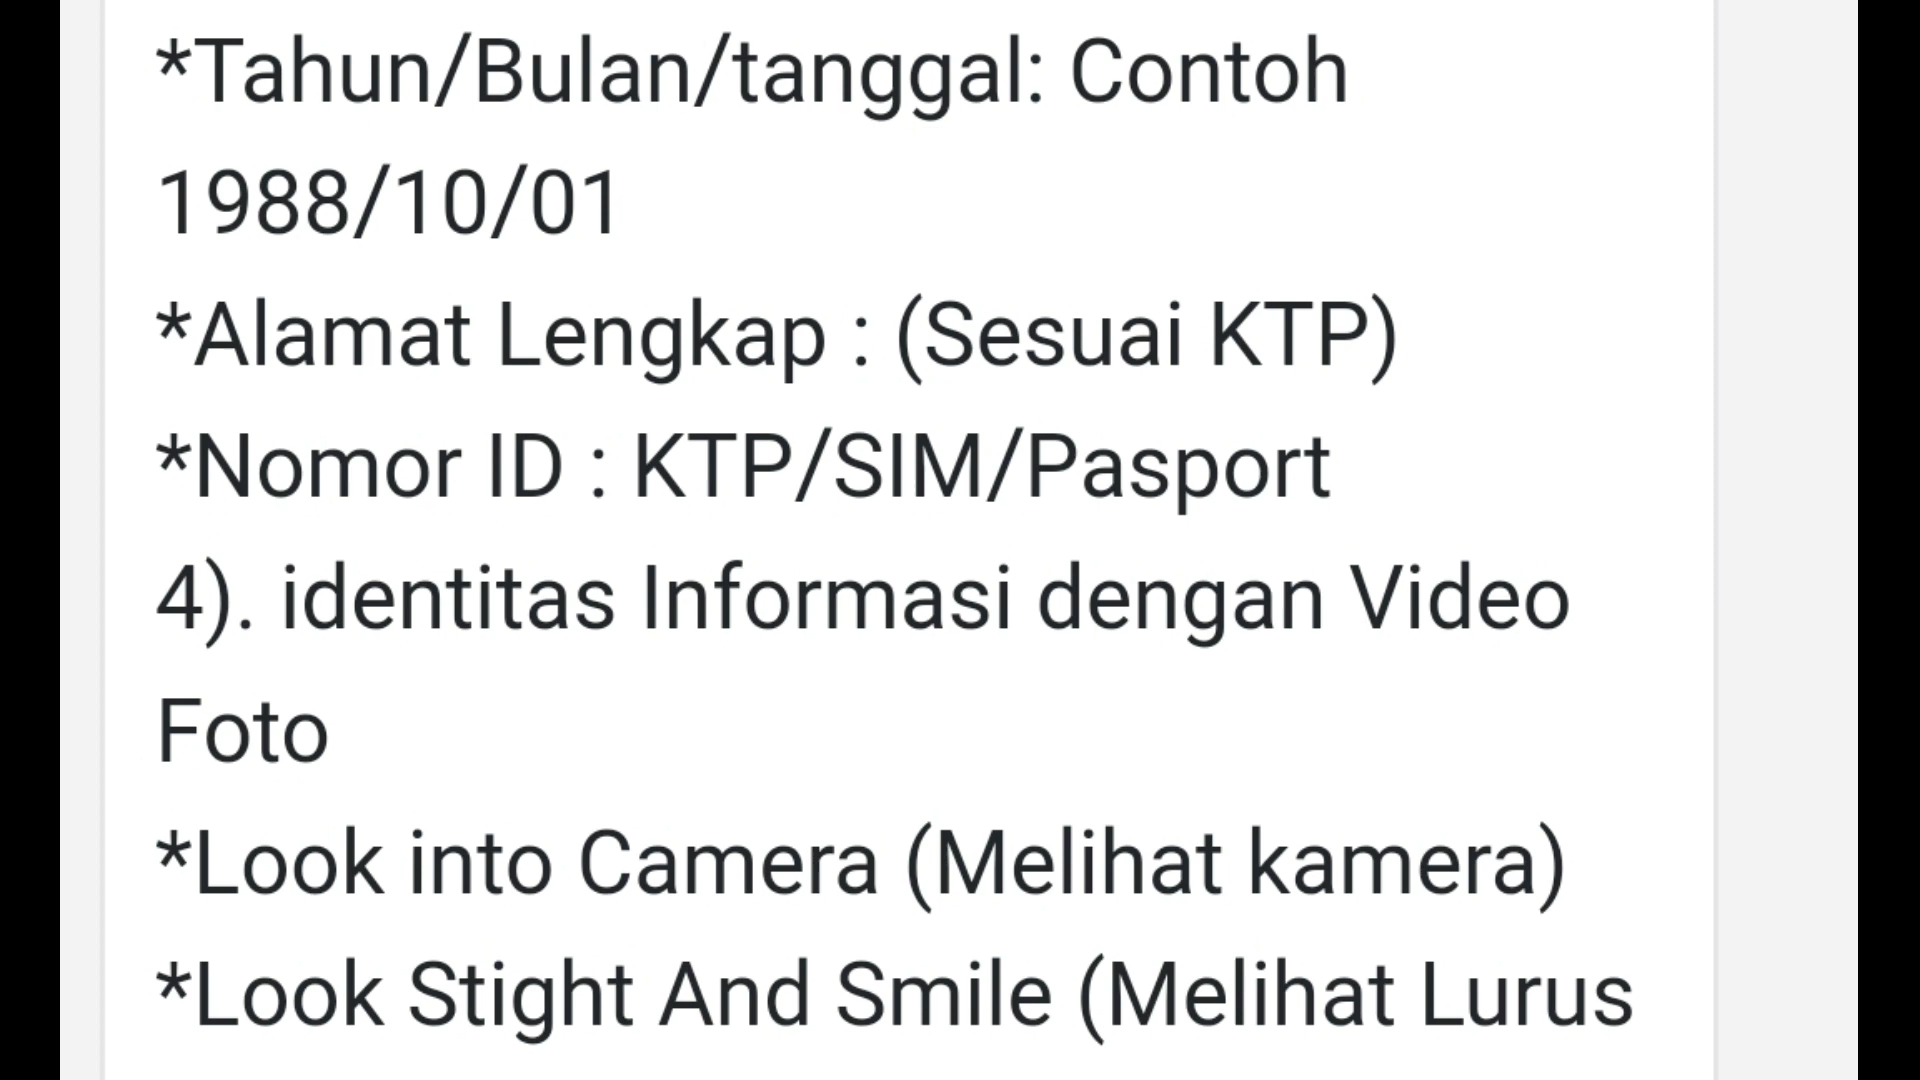 *Tahun/Bulan/tanggal: Contoh
1988/10/01
*Alamat Lengkap : (Sesuai KTP)
*Nomor ID : KTP/SIM/Pasport
4). identitas Informasi dengan Video
Foto
*Look into Camera (Melihat kamera)
*Look Stight And Smile (Melihat Lurus